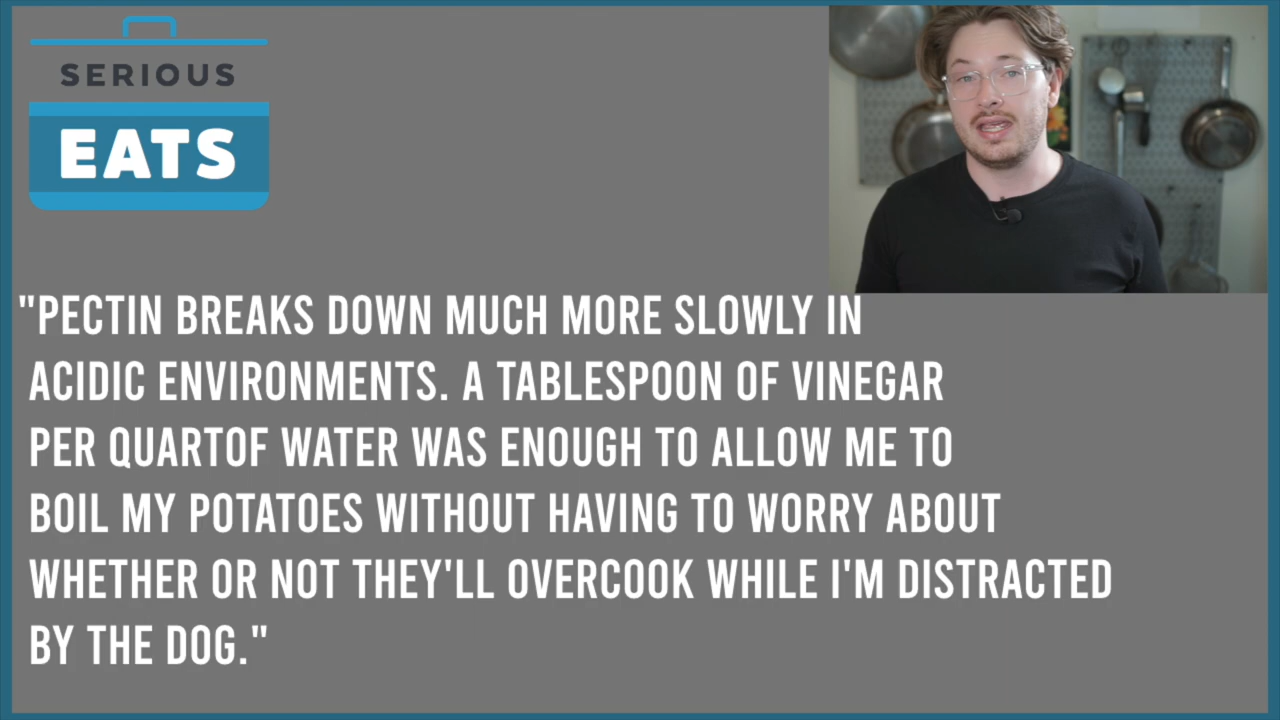 SERIOUS
EATS
"PECTIN BREAKS DOWN MUCH MORE SLOWLY IN
ACIDIC ENVIRONMENTS. A TABLESPOON OF VINEGAR
PER QUARTOF WATER WAS ENOUGH TO ALLOW ME TO
BOIL MY POTATOES WITHOUT HAVING TO WORRY ABOUT
WHETHER OR NOT THEY'LL OVERCOOK WHILE I'M DISTRACTED
BY THE DOG."